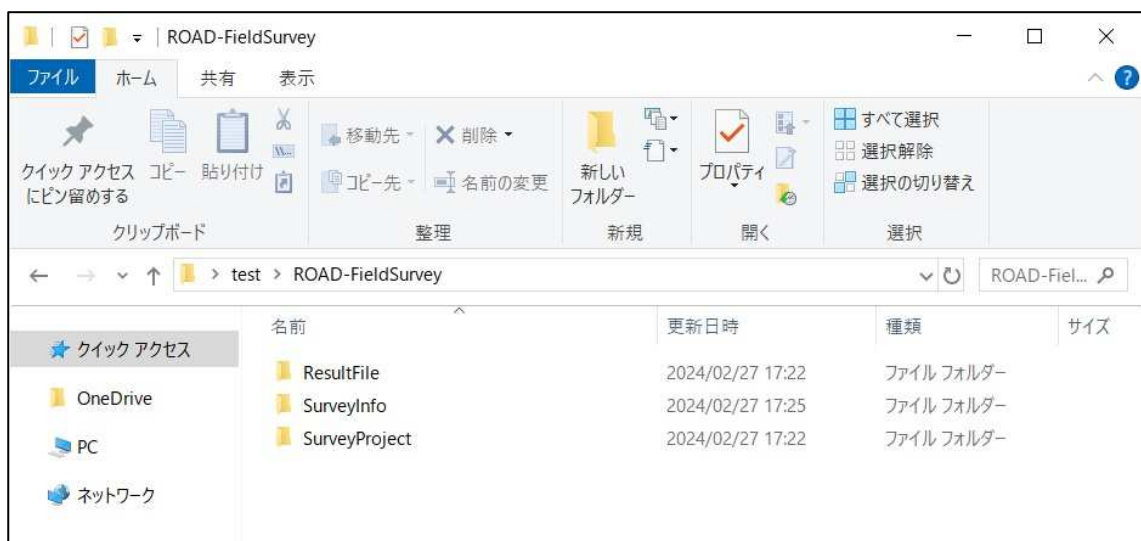 ROAD-FieldSurvey
ファイル ホーム 共有 表示
クイック アクセス
にピン留めする
コピー
貼り付け
移動先
コピー先
削除
名前の変更
新しい
フォルダー
プロパティ
すべて選択
選択解除
選択の切り替え
クリップボード 整理 新規 開く 選択
test > ROAD-FieldSurvey
ROAD-Fiel...
名前 更新日時 種類 サイズ
クイック アクセス
OneDrive
PC
ネットワーク
ResultFile 2024/02/27 17:22 ファイル フォルダー
SurveyInfo 2024/02/27 17:25 ファイル フォルダー
SurveyProject 2024/02/27 17:22 ファイル フォルダー